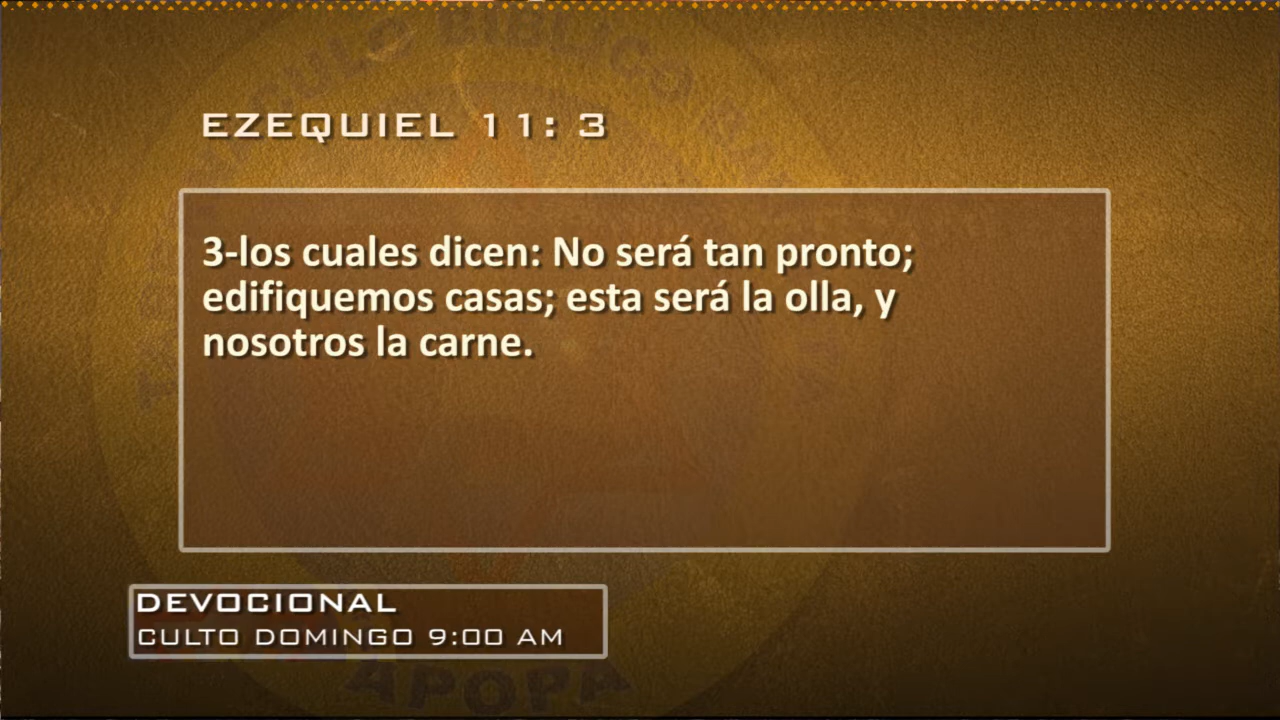 EZEQUIEL 11: 3
3-los cuales dicen: No será tan pronto;
edifiquemos casas; esta será la olla, y
nosotros la carne.
DEVOCIONAL
CULTO DOMINGO 9:00 AM
APOPA